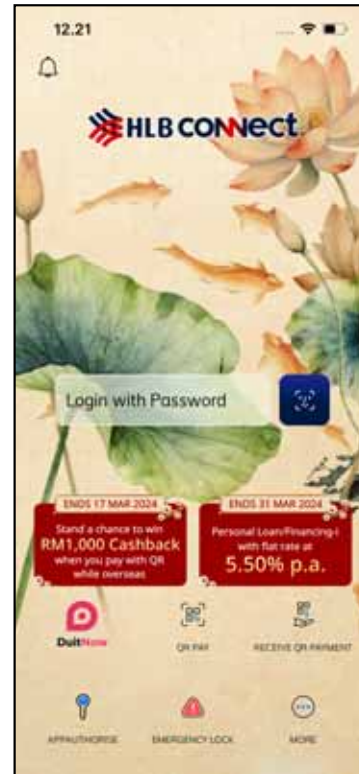 12.21
HLB CONNect
Login with Password
ENDS 17 MAR 2024
Stand a chance to win
RM1,000 Cashback
when you pay with QR
while overseas
ENDS 31 MAR 2024
Personal Loan/Financing-i
with flat rate at
5.50% p.a.
DuitNow
QR PAY
RECEIVE QR PAYMENT
APPAUTHORISE
EMERGENCY LOCK
MORE